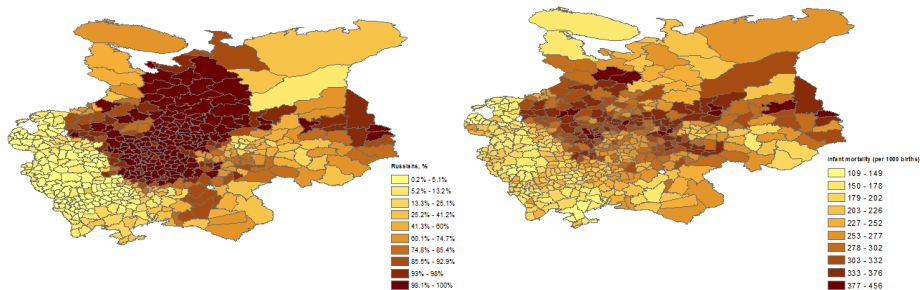 Russians, %
0.2% - 5.1%
5.2% - 13.2%
13.3% - 25.1%
25.2% - 41.2%
41.3% - 60%
60.1% - 74.7%
74.8% - 85.4%
85.5% - 92.9%
93% - 98%
98.1% - 100%
Infant mortality (per 1000 births)
109 - 149
150 - 178
179 - 202
203 - 226
227 - 252
253 - 277
278 - 302
303 - 332
333 - 376
377 - 456